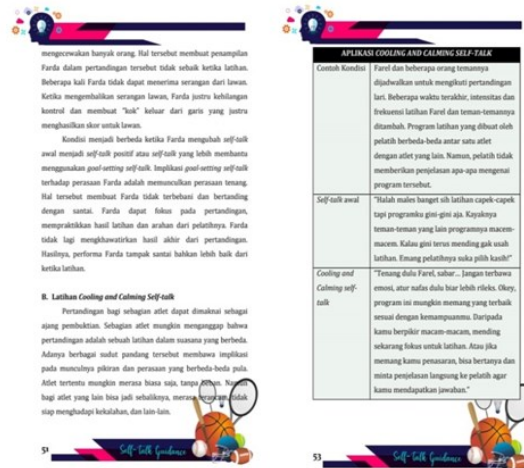 mengecewakan banyak orang. Hal tersebut membuat penampilan
Farda dalam pertandingan tersebut tidak sebaik ketika latihan.
Beberapa kali Farda tidak dapat menerima serangan dari lawan.
Ketika mengembalikan serangan lawan, Farda justru kehilangan
kontrol dan membuat "kok" keluar dari garis yang justru
menghasilkan skor untuk lawan.
Kondisi menjadi berbeda ketika Farda mengubah self-talk
awal menjadi self-talk positif atau self-talk yang lebih membantu
menggunakan goal-setting self-talk. Implikasi goal-setting self-talk
terhadap perasaan Farda adalah memunculkan perasaan tenang.
Hal tersebut membuat Farda tidak terbebani dan bertanding
dengan santai. Farda dapat fokus pada pertandingan,
mempraktikkan hasil latihan dan arahan dari pelatihnya. Farda
tidak lagi mengkhawatirkan hasil akhir dari pertandingan.
Hasilnya, performa Farda tampak santai bahkan lebih baik dari
ketika latihan.
B. Latihan Cooling and Calming Self-talk
Pertandingan bagi sebagian atlet dapat dimaknai sebagai
ajang pembuktian. Sebagian atlet mungkin menganggap bahwa
pertandingan adalah sebuah latihan dalam suasana yang berbeda.
Adanya berbagai sudut pandang tersebut membawa implikasi
pada munculnya pikiran dan perasaan yang berbeda-beda pula.
Atlet tertentu mungkin merasa biasa saja, tanpa beban. Namun
bagi atlet yang lain bisa jadi sebaliknya, merasa terancam, tidak
siap menghadapi kekalahan, dan lain-lain.
51
Self-Talk Guidance
APLIKASI COOLING AND CALMING SELF-TALK
Contoh Kondisi
Farel dan beberapa orang temannya
dijadwalkan untuk mengikuti pertandingan
lari. Beberapa waktu terakhir, intensitas dan
frekuensi latihan Farel dan teman-temannya
ditambah. Program latihan yang dibuat oleh
pelatih berbeda-beda antar satu atlet
dengan atlet yang lain. Namun, pelatih tidak
memberikan penjelasan apa-apa mengenai
program tersebut.
Self-talk awal
"Halah males banget sih latihan capek-capek
tapi programku gini-gini aja. Kayaknya
teman-teman yang lain programnya macem-
macem. Kalau gini terus mending gak usah
latihan. Emang pelatihnya suka pilih kasih!"
Cooling and
Calming self-
talk
"Tenang dulu Farel, sabar... Jangan terbawa
emosi, atur nafas dulu biar lebih rileks. Okey,
program ini mungkin memang yang terbaik
sesuai dengan kemampuanmu. Daripada
kamu berpikir macam-macam, mending
sekarang fokus untuk latihan. Atau jika
memang kamu penasaran, bisa bertanya dan
minta penjelasan langsung ke pelatih agar
kamu mendapatkan jawaban."
53
Self-Talk Guidance